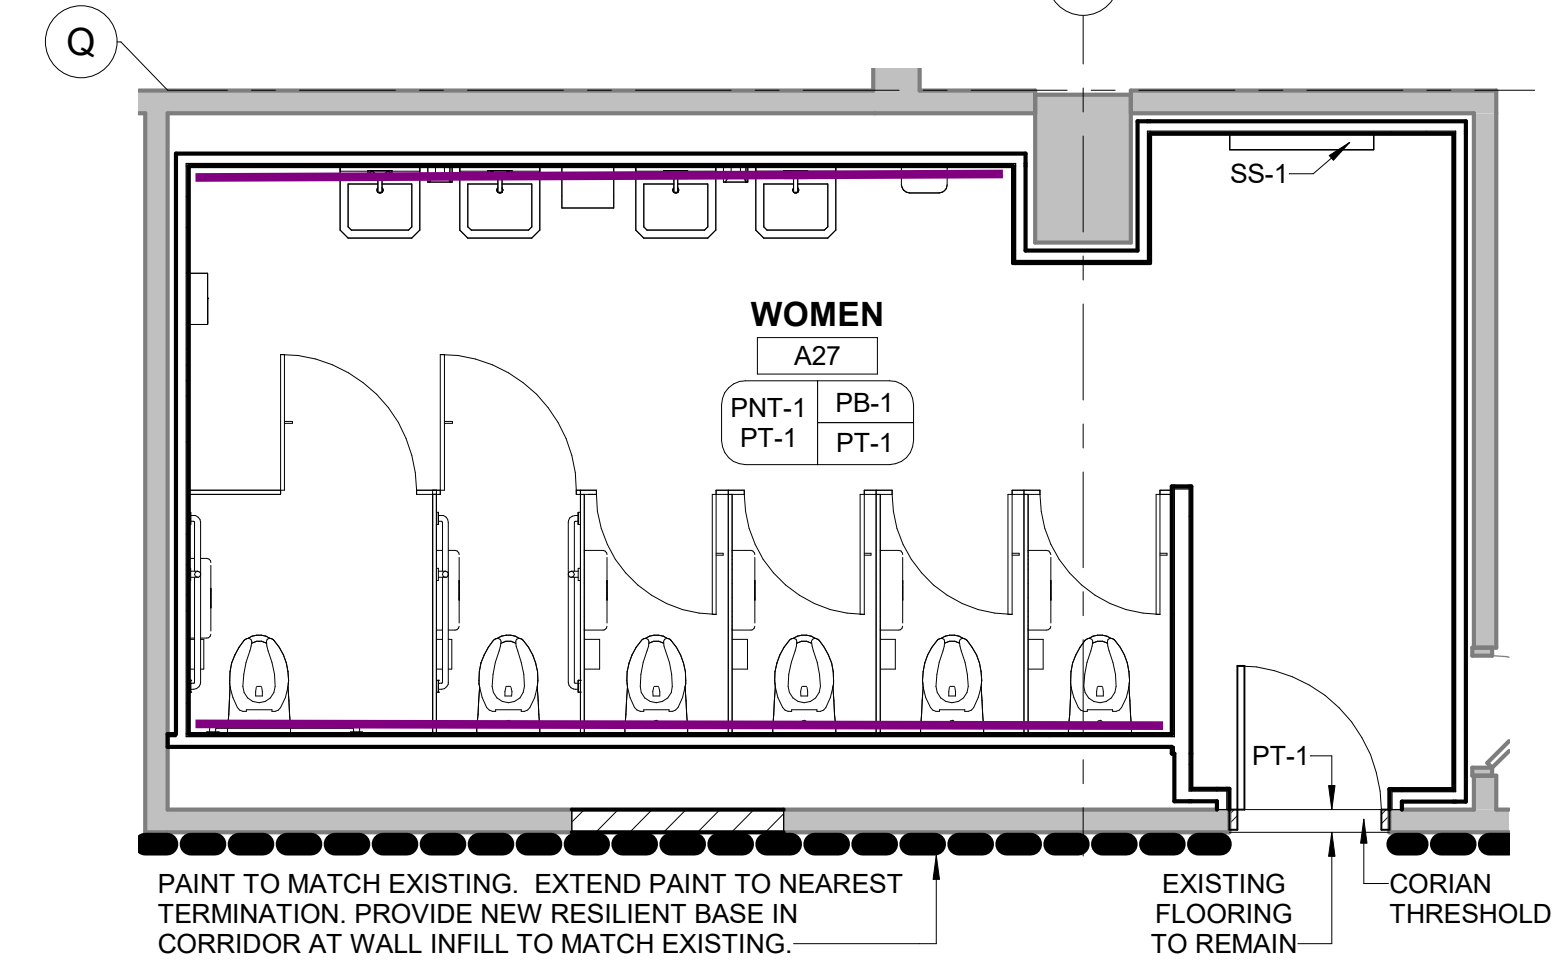 Q
SS-1
WOMEN
A27
PNT-1
PT-1
PB-1
PT-1
PT-1
PAINT TO MATCH EXISTING. EXTEND PAINT TO NEAREST
TERMINATION. PROVIDE NEW RESILIENT BASE IN
CORRIDOR AT WALL INFILL TO MATCH EXISTING.
EXISTING
FLOORING
TO REMAIN
CORIAN
THRESHOLD